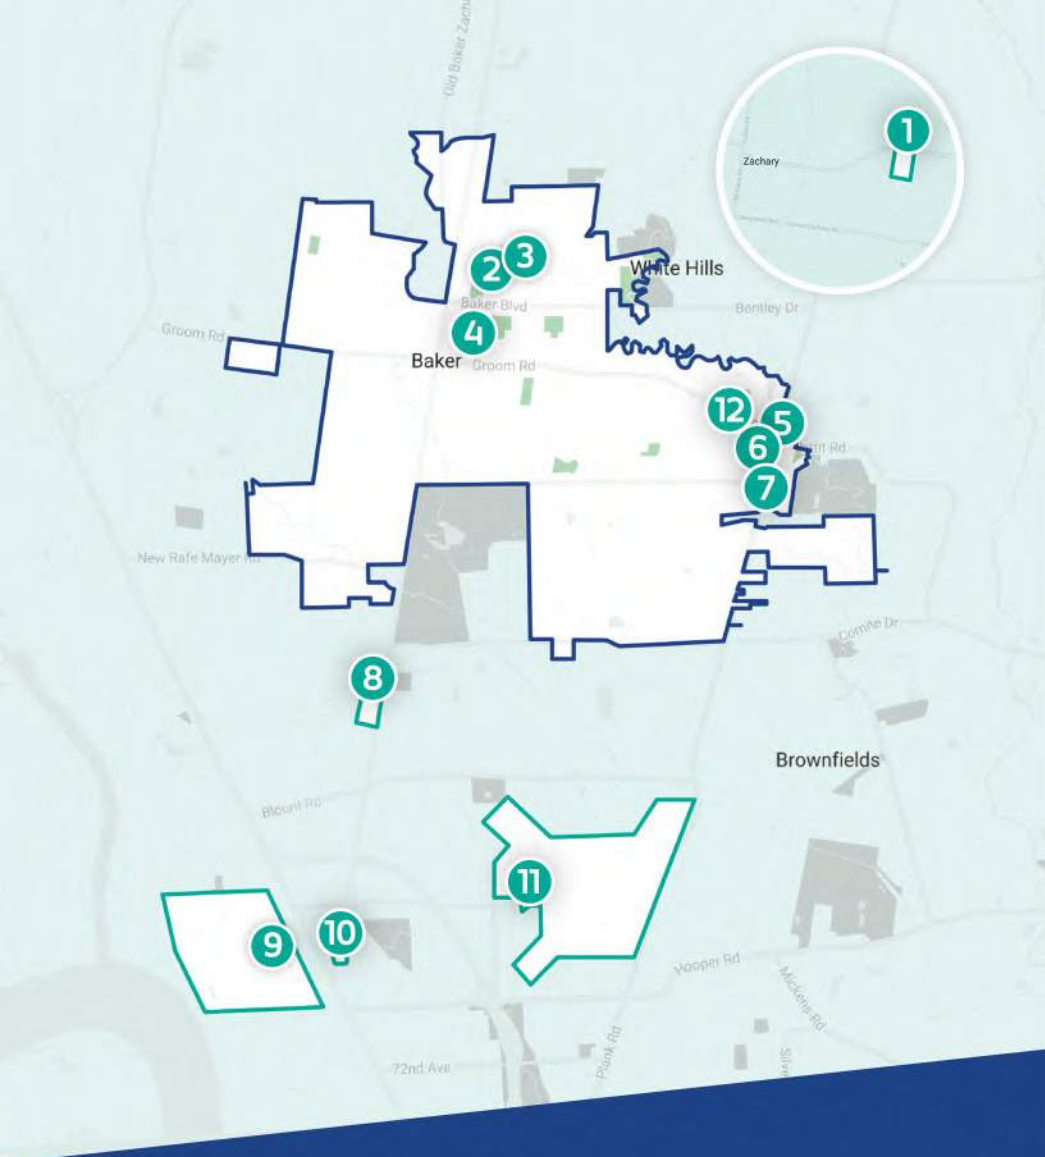 Old Baker Zach
1
Zachary
3
2
White Hills
Baker Blvd
Bentley Dr
Groom Rd
4
Baker
Groom Rd
12
5
6
Rd
7
New Rafe Mayer Rd
Comite Dr
8
Brownfields
Blount Rd
11
10
9
Hooper Rd
Mickens Rd
Plank Rd
72nd Ave
Silve